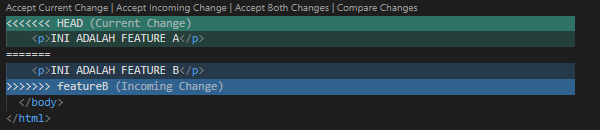 Accept Current Change | Accept Incoming Change | Accept Both Changes | Compare Changes
<<<<<<< HEAD (Current Change)
    <p>INI ADALAH FEATURE A</p>
=======
    <p>INI ADALAH FEATURE B</p>
>>>>>>> featureB (Incoming Change)
  </body>
</html>